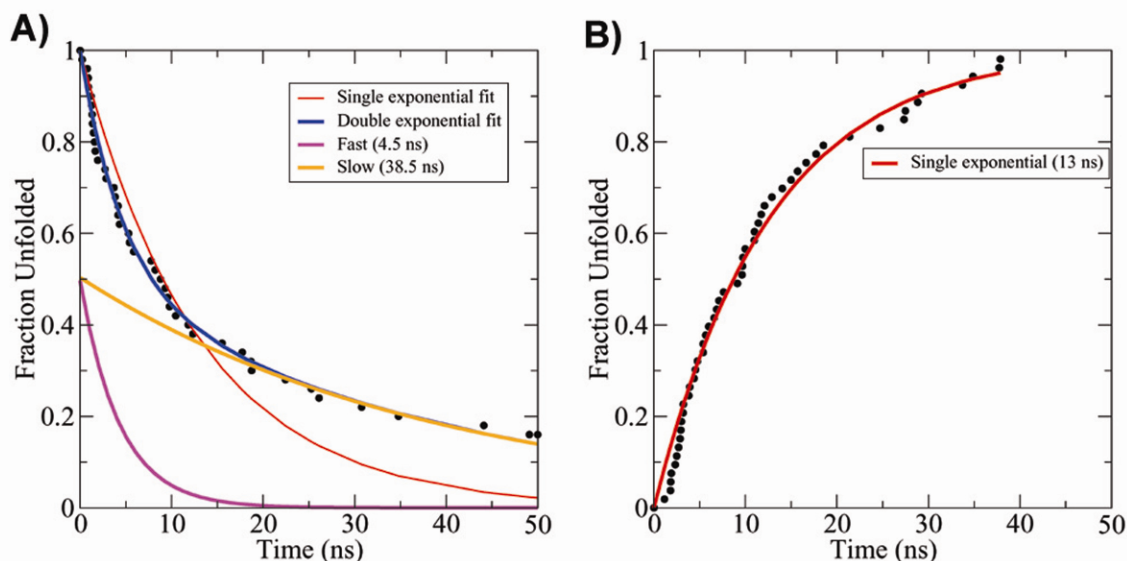 A)
B)
1
0.8
0.6
0.4
0.2
0
Fraction Unfolded
Single exponential fit
Double exponential fit
Fast (4.5 ns)
Slow (38.5 ns)
0
10
20
30
40
50
Time (ns)
1
0.8
0.6
0.4
0.2
0
Fraction Unfolded
Single exponential (13 ns)
0
10
20
30
40
50
Time (ns)